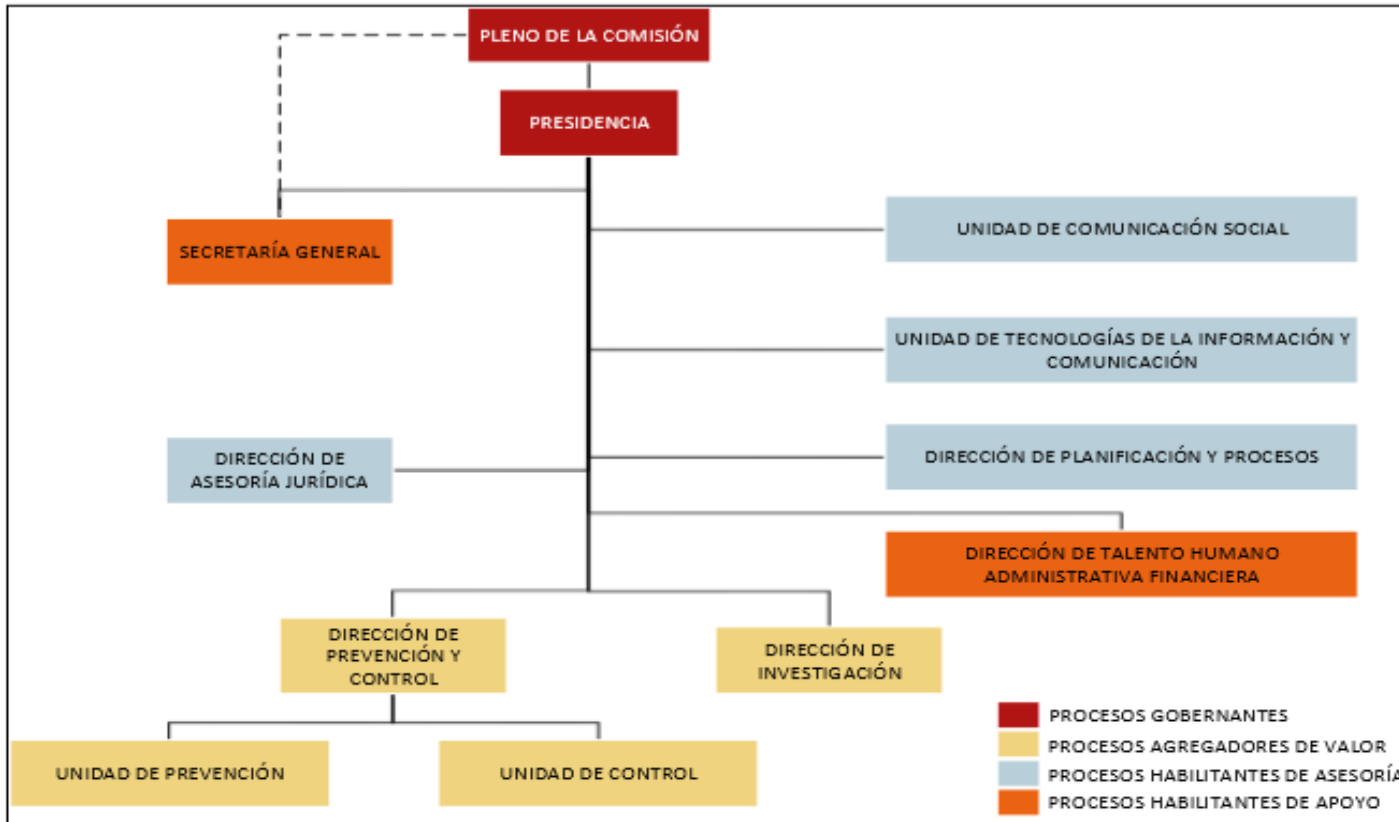 PLENO DE LA COMISIÓN
PRESIDENCIA
SECRETARÍA GENERAL
UNIDAD DE COMUNICACIÓN SOCIAL
UNIDAD DE TECNOLOGÍAS DE LA INFORMACIÓN Y
COMUNICACIÓN
DIRECCIÓN DE
ASESORÍA JURÍDICA
DIRECCIÓN DE PLANIFICACIÓN Y PROCESOS
DIRECCIÓN DE TALENTO HUMANO
ADMINISTRATIVA FINANCIERA
DIRECCIÓN DE
PREVENCIÓN Y
CONTROL
DIRECCIÓN DE
INVESTIGACIÓN
UNIDAD DE PREVENCIÓN
UNIDAD DE CONTROL
PROCESOS GOBERNANTES
PROCESOS AGREGADORES DE VALOR
PROCESOS HABILITANTES DE ASESORÍA
PROCESOS HABILITANTES DE APOYO